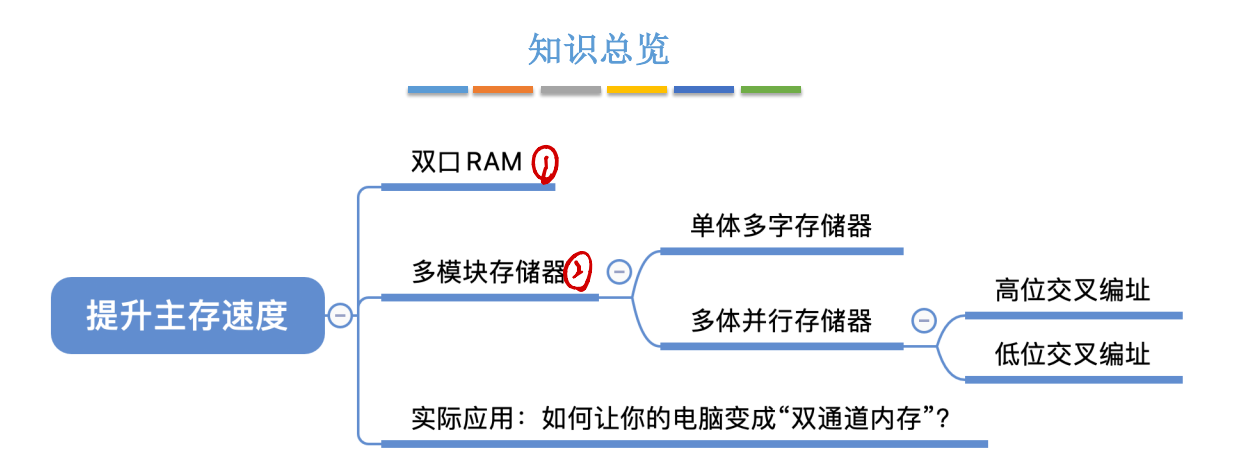 知识总览
双口 RAM ①
多模块存储器 ②
单体多字存储器
多体并行存储器
高位交叉编址
低位交叉编址
提升主存速度
实际应用：如何让你的电脑变成“双通道内存”？